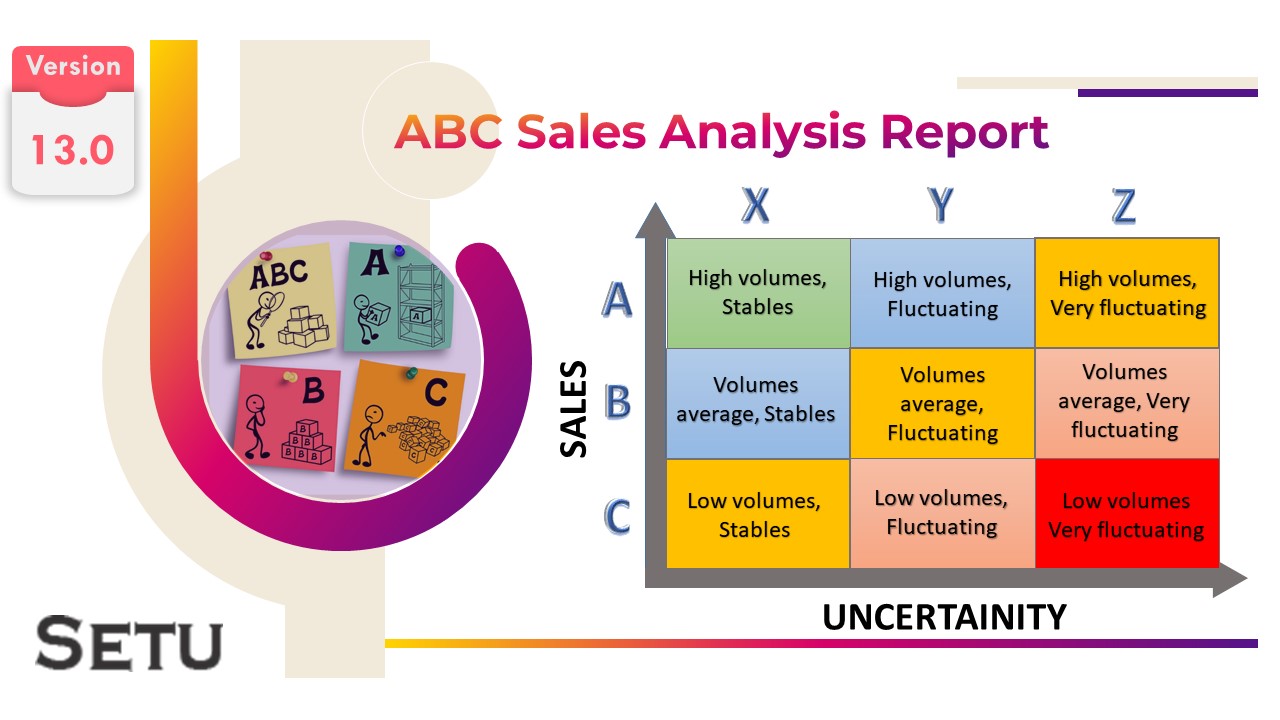 Version
13.0
ABC Sales Analysis Report
ABC
A
A
B
B
B B
B B B
C
C
C
C
SETU
X Y Z
SALES
A
High volumes,
Stables
High volumes,
Fluctuating
High volumes,
Very fluctuating
B
Volumes
average, Stables
Volumes
average,
Fluctuating
Volumes
average, Very
fluctuating
C
Low volumes,
Stables
Low volumes,
Fluctuating
Low volumes
Very fluctuating
UNCERTAINITY